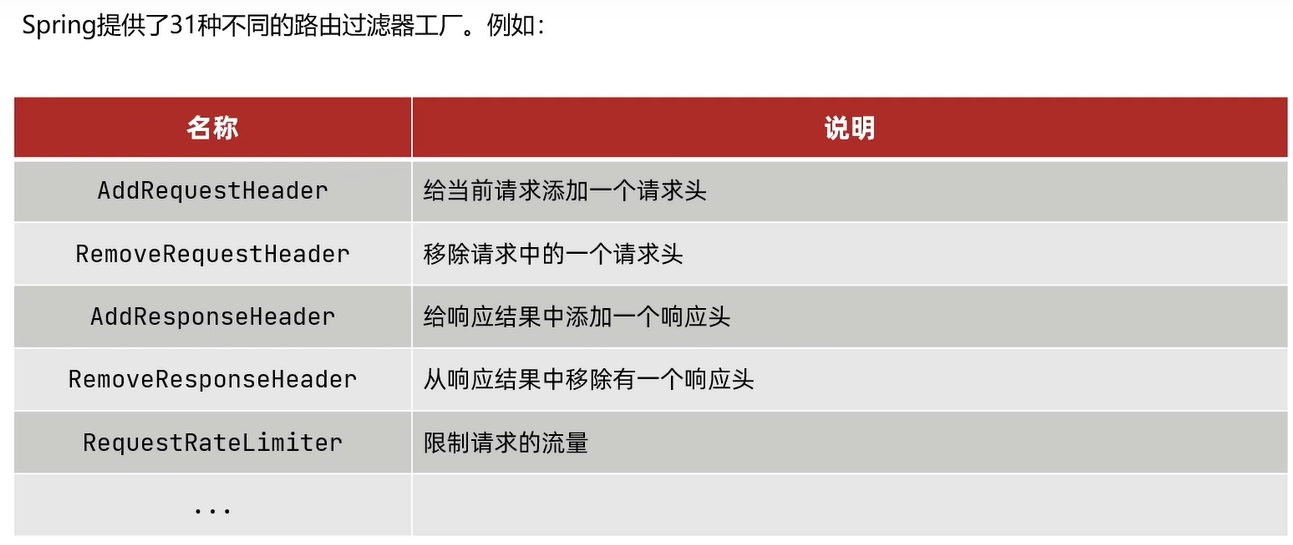 Spring提供了31种不同的路由过滤器工厂。例如：
名称 说明
AddRequestHeader 给当前请求添加一个请求头
RemoveRequestHeader 移除请求中的一个请求头
AddResponseHeader 给响应结果中添加一个响应头
RemoveResponseHeader 从响应结果中移除有一个响应头
RequestRateLimiter 限制请求的流量
...